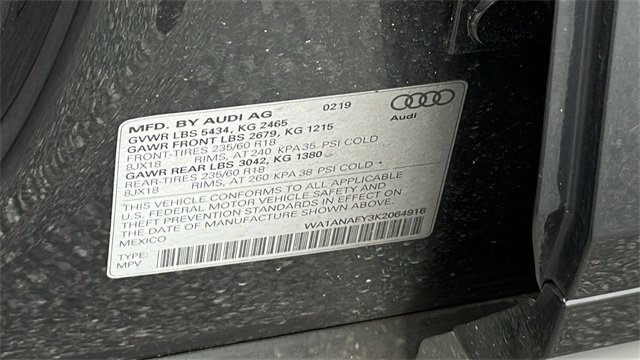 MFD. BY AUDI AG 0219
GVWR LBS 5434, KG 2465
GAWR FRONT LBS 2679, KG 1215
FRONT-TIRES 235/60 R18
8JX18 RIMS, AT 240 KPA 35 PSI COLD
GAWR REAR LBS 3042, KG 1380
REAR-TIRES 235/60 R18
8JX18 RIMS, AT 260 KPA 38 PSI COLD
THIS VEHICLE CONFORMS TO ALL APPLICABLE
U.S. FEDERAL MOTOR VEHICLE SAFETY AND
THEFT PREVENTION STANDARDS IN EFFECT ON
THE DATE OF MANUFACTURE SHOWN ABOVE.
MEXICO
WA1ANAFY3K2064916
TYPE:
MPV
Audi